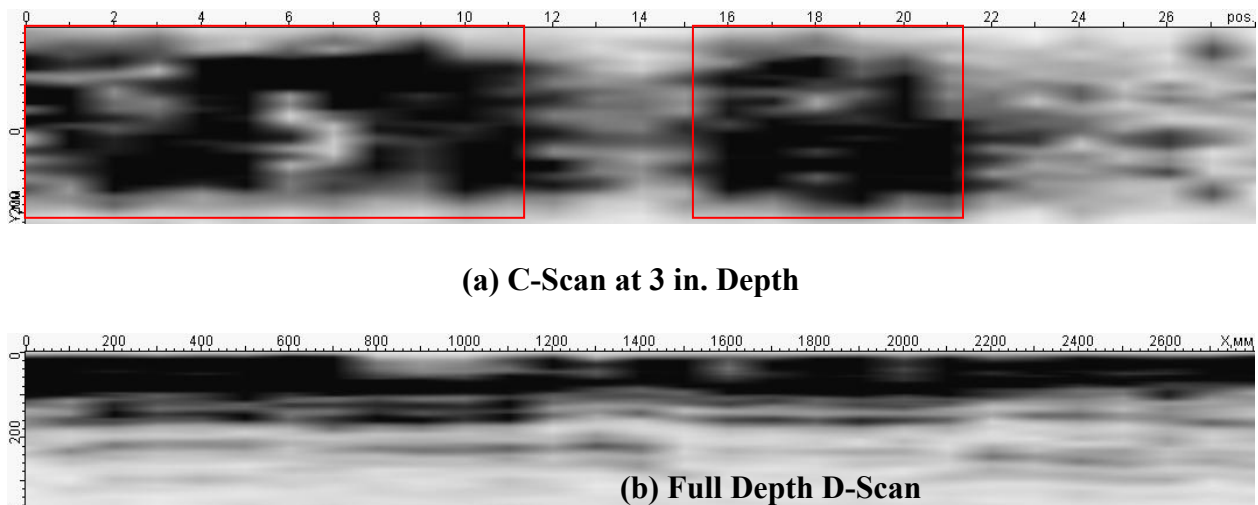 0 2 4 6 8 10 12 14 16 18 20 22 24 26 pos.
0
(a) C-Scan at 3 in. Depth
0 200 400 600 800 1000 1200 1400 1600 1800 2000 2200 2400 2600 X,мм
0
200
(b) Full Depth D-Scan